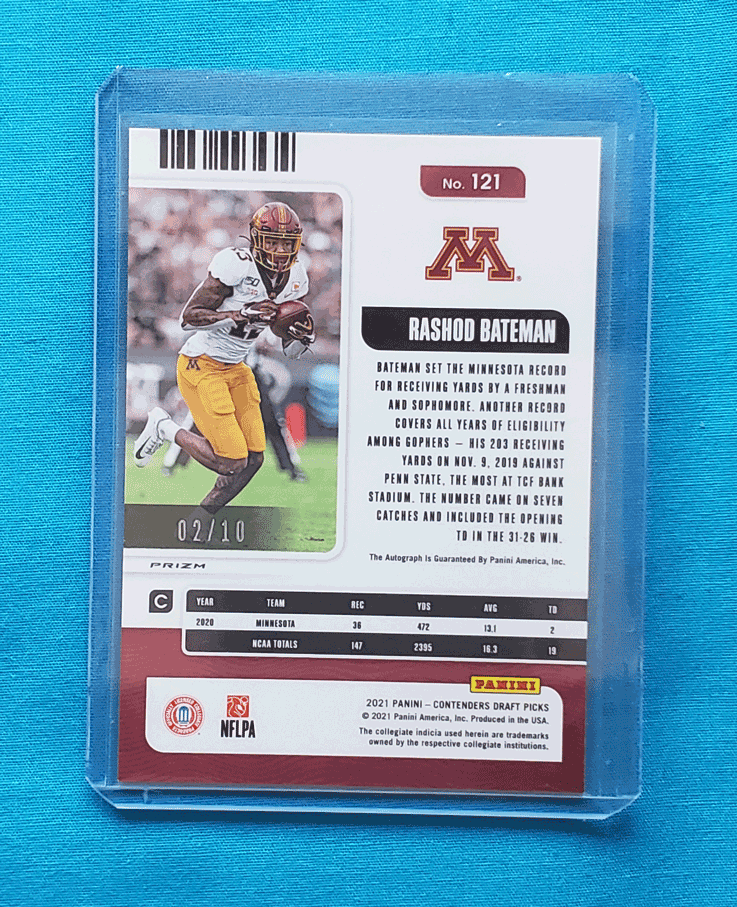 No. 121
M
RASHOD BATEMAN
BATEMAN SET THE MINNESOTA RECORD
FOR RECEIVING YARDS BY A FRESHMAN
AND SOPHOMORE. ANOTHER RECORD
COVERS ALL YEARS OF ELIGIBILITY
AMONG GOPHERS – HIS 203 RECEIVING
YARDS ON NOV. 9, 2019 AGAINST
PENN STATE, THE MOST AT TCF BANK
STADIUM. THE NUMBER CAME ON SEVEN
CATCHES AND INCLUDED THE OPENING
TD IN THE 31-26 WIN.
The Autograph Is Guaranteed By Panini America, Inc.
02/10
PRIZM
C
YEAR TEAM REC YDS AVG TD
2020 MINNESOTA 36 472 13.1 2
NCAA TOTALS 147 2395 16.3 19
PANINI
NFLPA
2021 PANINI – CONTENDERS DRAFT PICKS
© 2021 Panini America, Inc. Produced in the USA.
The collegiate indicia used herein are trademarks
owned by the respective collegiate institutions.